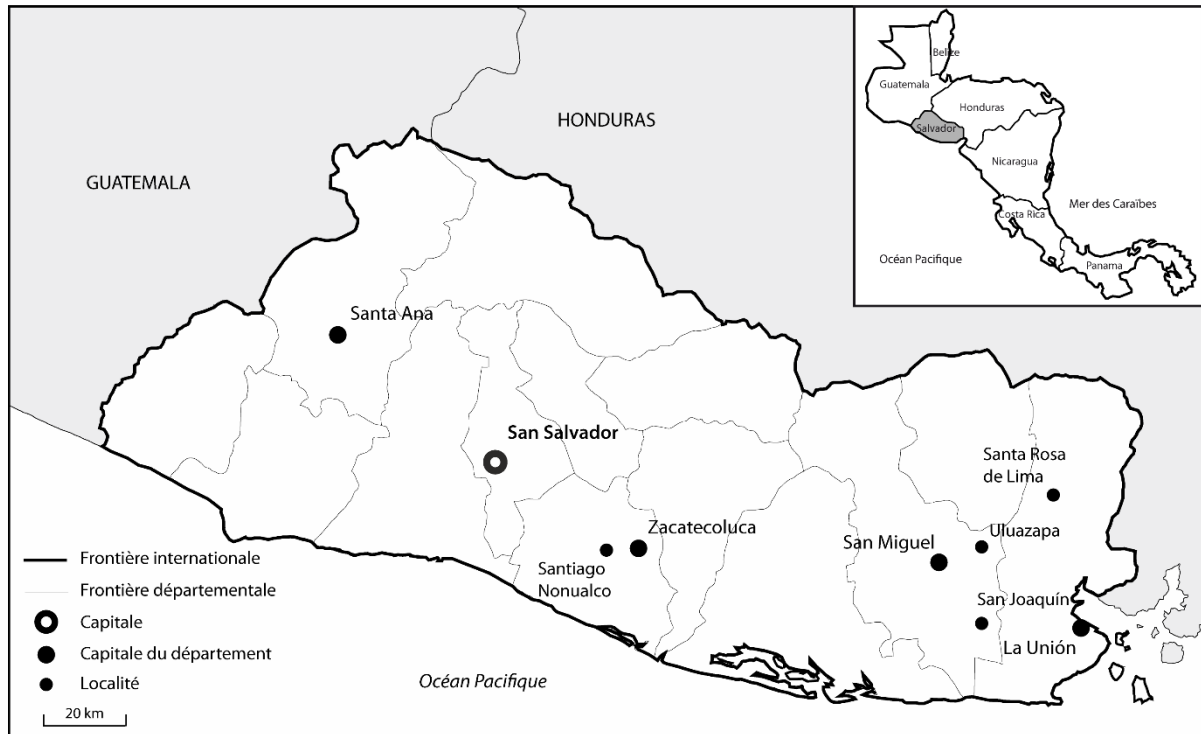 HONDURAS
GUATEMALA
Santa Ana
San Salvador
Zacatecoluca
Santiago
Nonualco
San Miguel
Santa Rosa
de Lima
Uluazapa
San Joaquín
La Unión
Océan Pacifique
Frontière internationale
Frontière départementale
Capitale
Capitale du départment
Localité
20 km
Belize
Guatemala
Honduras
Salvador
Nicaragua
Costa Rica
Mer des Caraïbes
Océan Pacifique
Panama